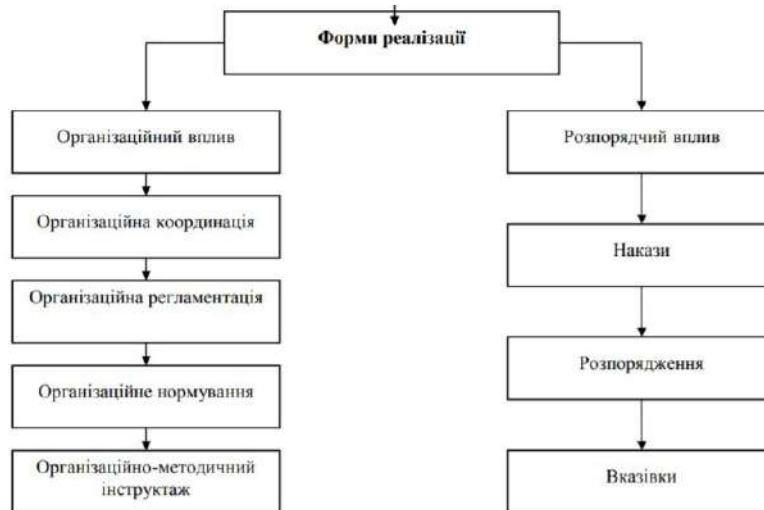 Форми реалізації
Організаційний вплив
Організаційна координація
Організаційна регламентація
Організаційне нормування
Організаційно-методичний
інструктаж
Розпорядчий вплив
Накази
Розпорядження
Вказівки